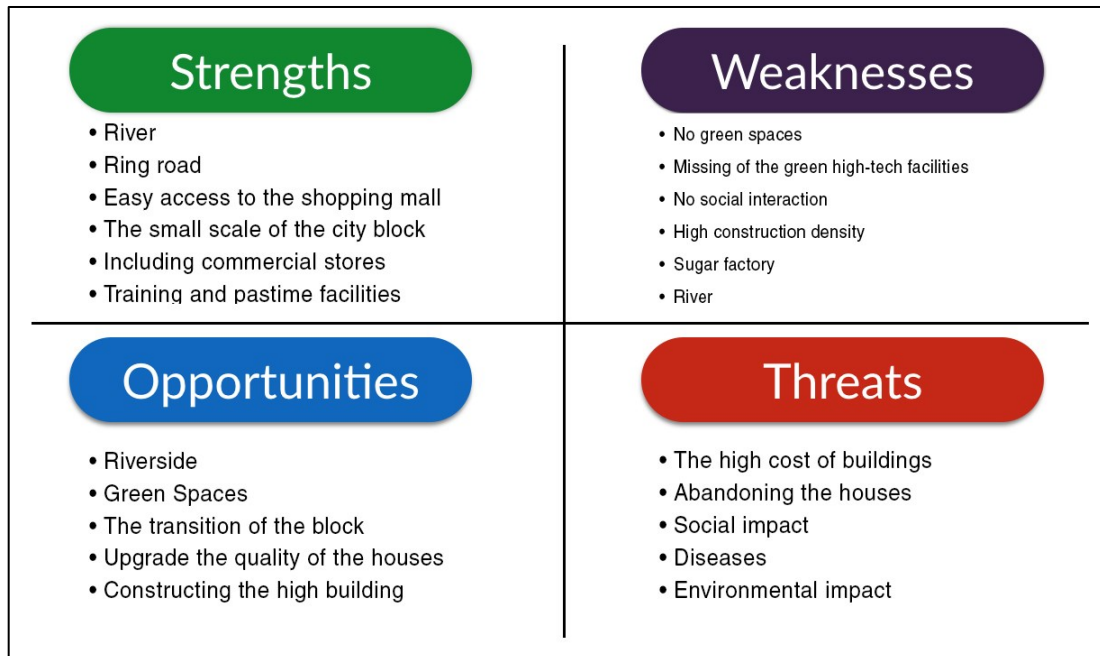 Strengths
• River
• Ring road
• Easy access to the shopping mall
• The small scale of the city block
• Including commercial stores
• Training and pastime facilities
Weaknesses
• No green spaces
• Missing of the green high-tech facilities
• No social interaction
• High construction density
• Sugar factory
• River
Opportunities
• Riverside
• Green Spaces
• The transition of the block
• Upgrade the quality of the houses
• Constructing the high building
Threats
• The high cost of buildings
• Abandoning the houses
• Social impact
• Diseases
• Environmental impact